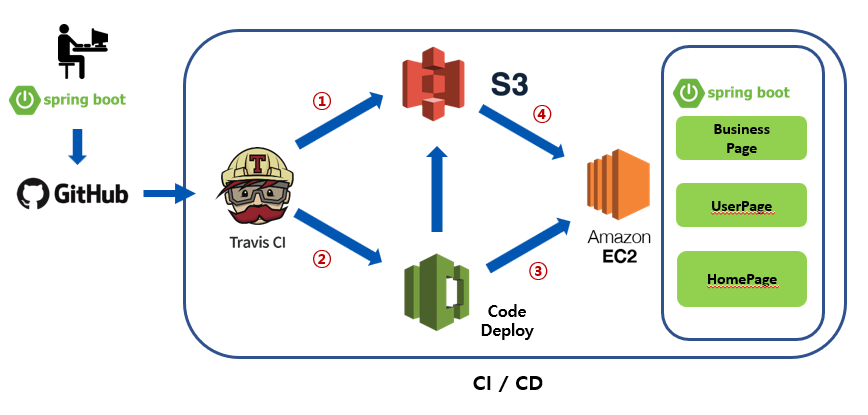 spring boot
GitHub
Travis CI
①
②
S3
Code
Deploy
④
③
Amazon
EC2
spring boot
Business
Page
UserPage
HomePage
CI / CD